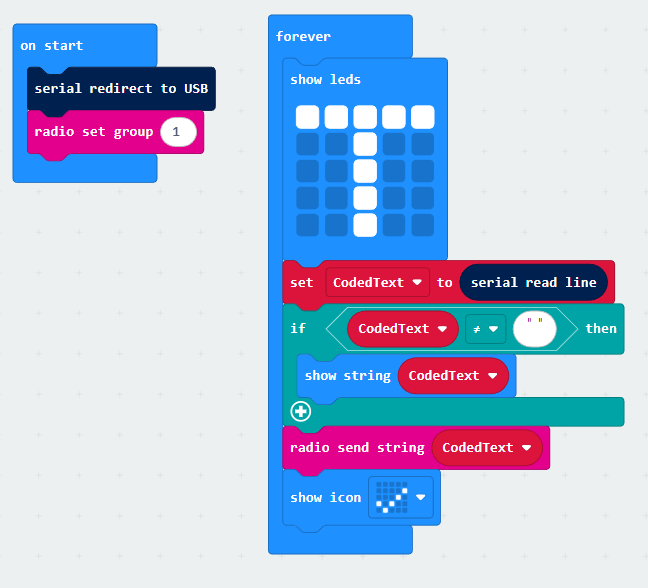 on start
serial redirect to USB
radio set group 1
forever
show leds
set CodedText to serial read line
if CodedText ≠ " " then
show string CodedText
radio send string CodedText
show icon